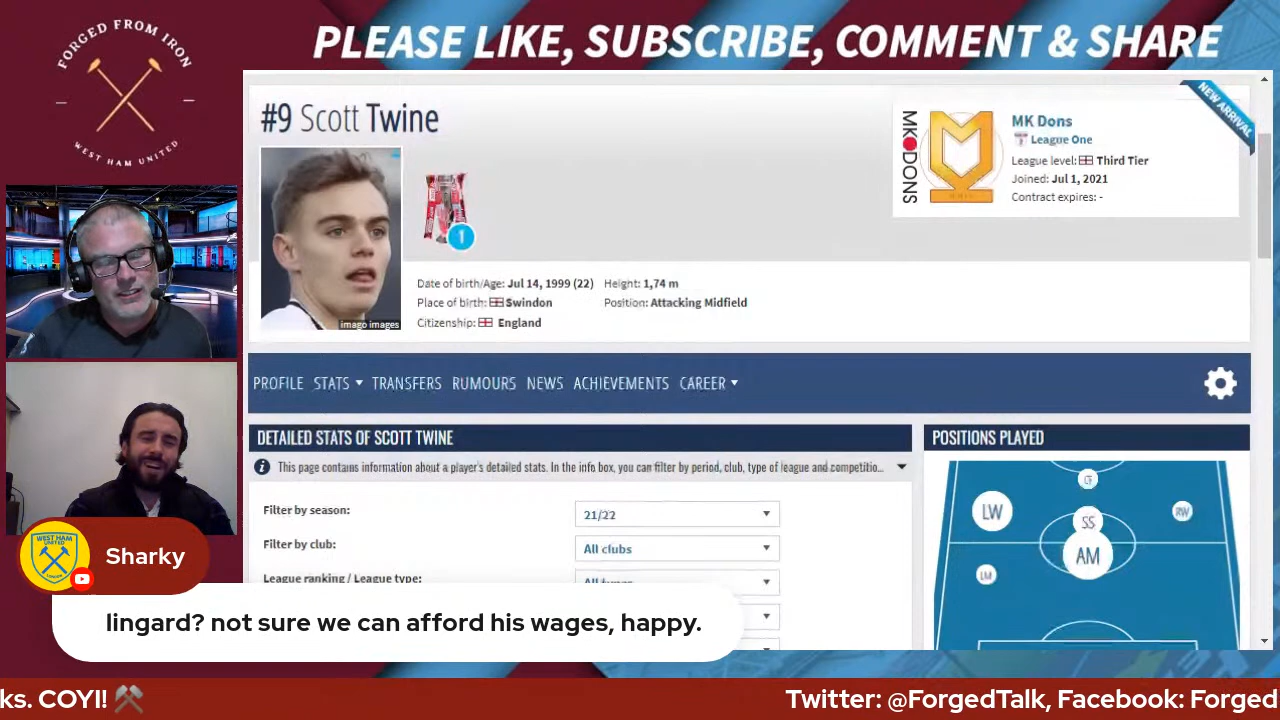 FORGED FROM IRON
WEST HAM UNITED
PLEASE LIKE, SUBSCRIBE, COMMENT & SHARE
#9 Scott Twine
imago images
1
Date of birth/Age: Jul 14, 1999 (22)
Height: 1,74 m
Place of birth: Swindon
Position: Attacking Midfield
Citizenship: England
MK DONS
MK Dons
League One
League level: Third Tier
Joined: Jul 1, 2021
Contract expires: -
NEW ARRIVAL
PROFILE STATS TRANSFERS RUMOURS NEWS ACHIEVEMENTS CAREER
DETAILED STATS OF SCOTT TWINE
This page contains information about a player's detailed stats. In the info box, you can filter by period, club, type of league and competitio...
Filter by season:
21/22
Filter by club:
All clubs
League ranking / League type:
POSITIONS PLAYED
CF
LW
SS
RW
AM
LM
WEST HAM
UNITED
LONDON
Sharky
lingard? not sure we can afford his wages, happy.
ks. COYI! ⚒️
Twitter: @ForgedTalk, Facebook: Forged